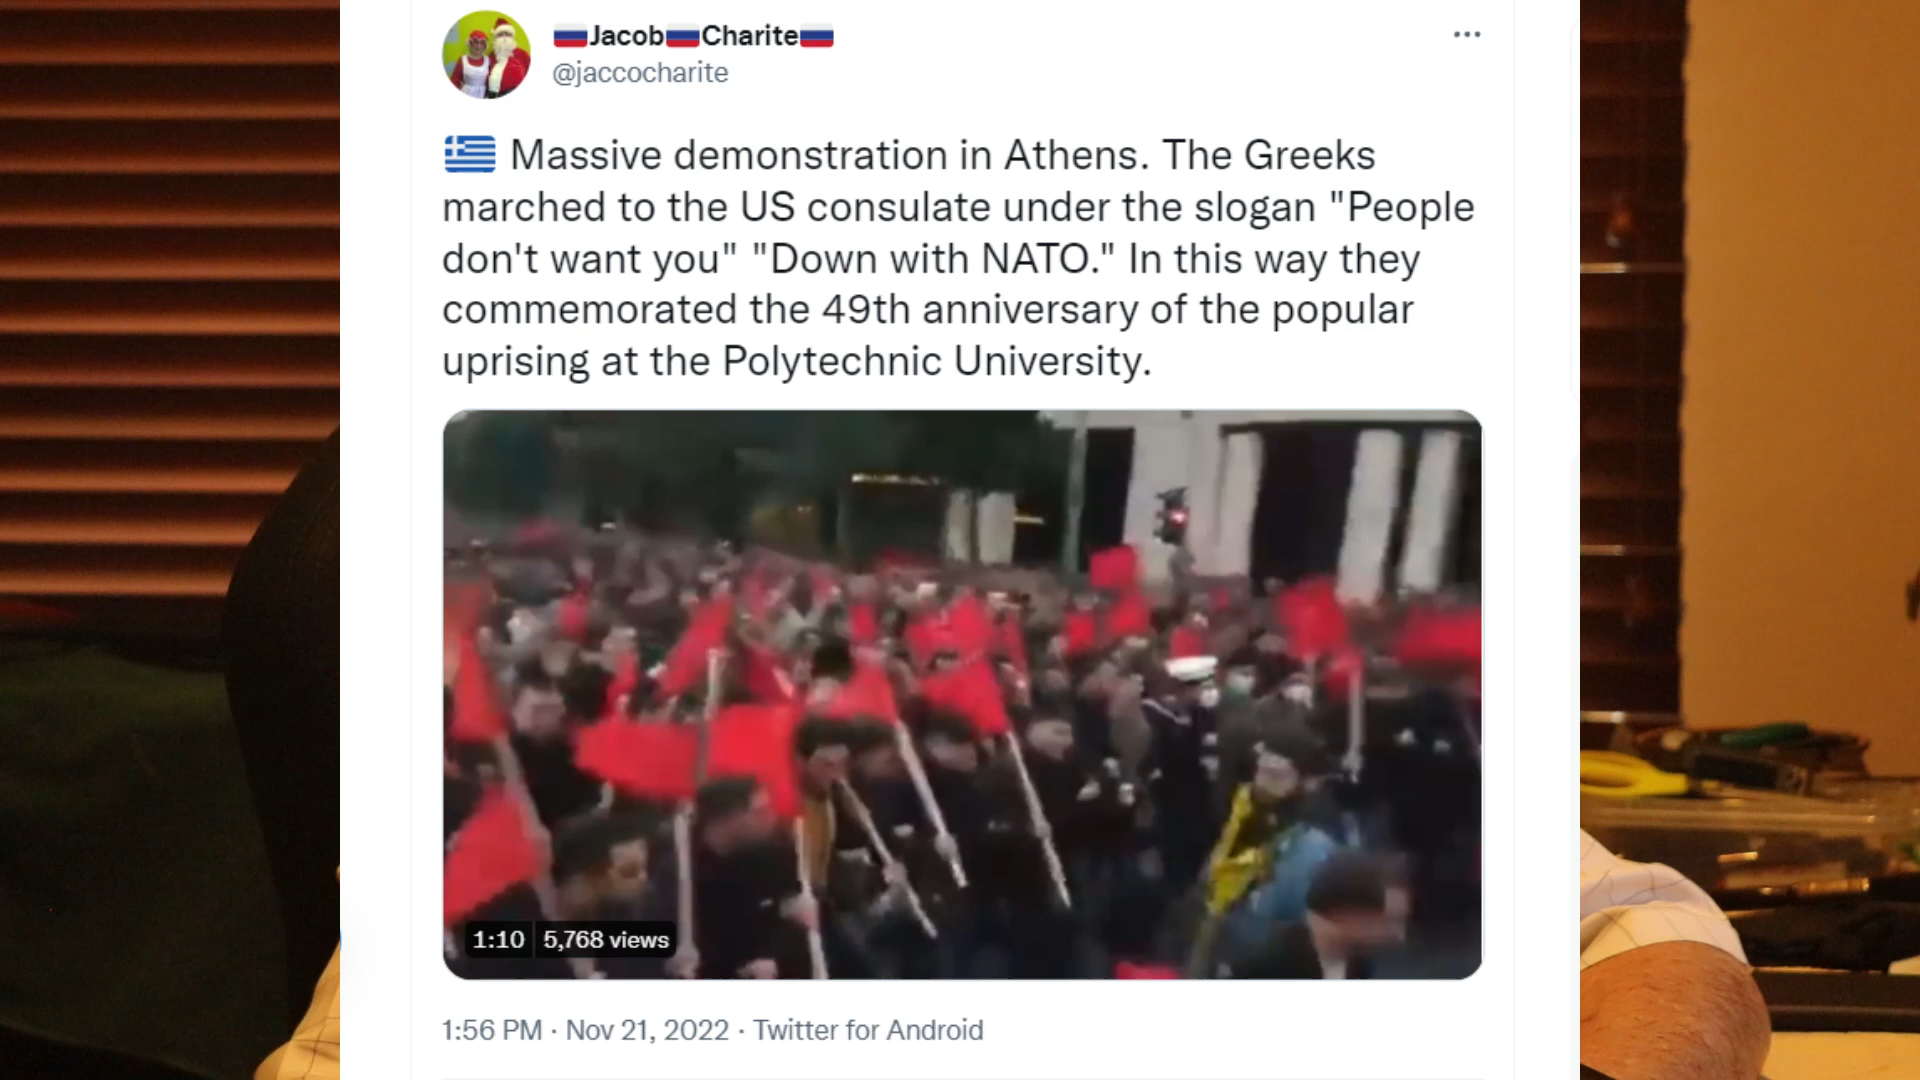 Jacob Charite
@jaccocharite
Massive demonstration in Athens. The Greeks
marched to the US consulate under the slogan "People
don't want you" "Down with NATO." In this way they
commemorated the 49th anniversary of the popular
uprising at the Polytechnic University.
1:10 5,768 views
1:56 PM · Nov 21, 2022 · Twitter for Android